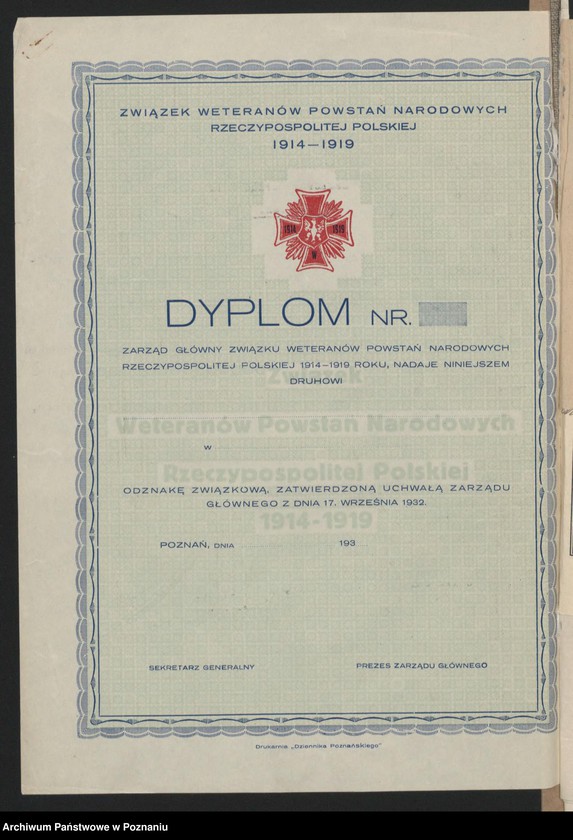 ZWIĄZEK WETERANÓW POWSTAŃ NARODOWYCH
RZECZYPOSPOLITEJ POLSKIEJ
1914—1919
1914 1919
W
DYPLOM NR.
ZARZĄD GŁÓWNY ZWIĄZKU WETERANÓW POWSTAŃ NARODOWYCH
RZECZYPOSPOLITEJ POLSKIEJ 1914—1919 ROKU, NADAJE NINIEJSZEM
DRUHOWI
Związek
Weteranów Powstań Narodowych
W
Rzeczypospolitej Polskiej
ODZNAKĘ ZWIĄZKOWĄ, ZATWIERDZONĄ UCHWAŁĄ ZARZĄDU
GŁÓWNEGO Z DNIA 17. WRZEŚNIA 1932.
1914-1919
POZNAŃ, DNIA 193
SEKRETARZ GENERALNY PREZES ZARZĄDU GŁÓWNEGO
Drukarnia „Dziennika Poznańskiego"
Archiwum Państwowe w Poznaniu